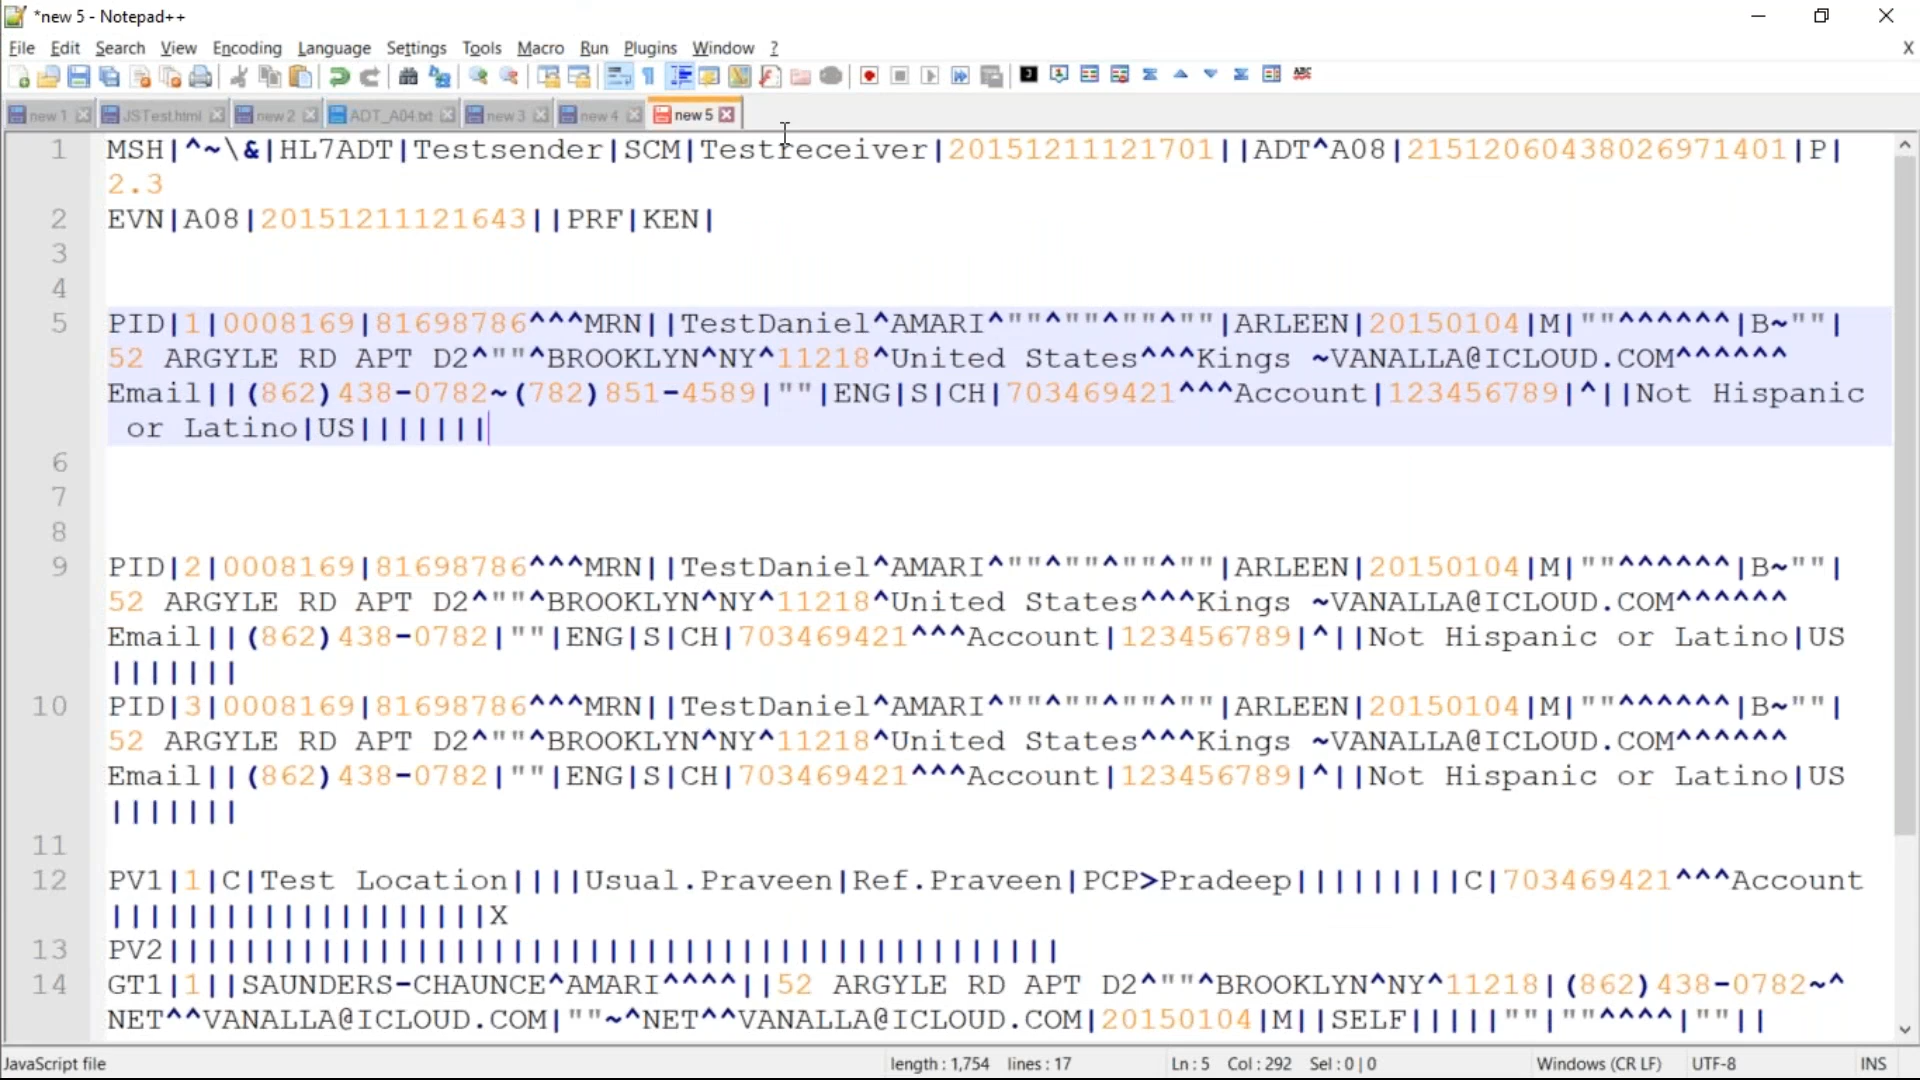 *new 5 - Notepad++
File Edit Search View Encoding Language Settings Tools Macro Run Plugins Window ?
X
new 1 JSTest.html new 2 ADT_A04.txt new 3 new 4 new 5
1 MSH|^~\&|HL7ADT|Testsender|SCM|Testreceiver|20151211121701||ADT^A08|21512060438026971401|P|
2.3
2 EVN|A08|20151211121643||PRF|KEN|
3
4
5 PID|1|0008169|81698786^^^MRN||TestDaniel^AMARI^""^""^""^""|ARLEEN|20150104|M|""^^^^^^|B~""|
52 ARGYLE RD APT D2^""^BROOKLYN^NY^11218^United States^^^Kings ~VANALLA@ICLOUD.COM^^^^^^
Email||(862)438-0782~(782)851-4589|""|ENG|S|CH|703469421^^^Account|123456789|^||Not Hispanic
or Latino|US|||||||
6
7
8
9 PID|2|0008169|81698786^^^MRN||TestDaniel^AMARI^""^""^""^""|ARLEEN|20150104|M|""^^^^^^|B~""|
52 ARGYLE RD APT D2^""^BROOKLYN^NY^11218^United States^^^Kings ~VANALLA@ICLOUD.COM^^^^^^
Email||(862)438-0782|""|ENG|S|CH|703469421^^^Account|123456789|^||Not Hispanic or Latino|US
|||||||
10 PID|3|0008169|81698786^^^MRN||TestDaniel^AMARI^""^""^""^""|ARLEEN|20150104|M|""^^^^^^|B~""|
52 ARGYLE RD APT D2^""^BROOKLYN^NY^11218^United States^^^Kings ~VANALLA@ICLOUD.COM^^^^^^
Email||(862)438-0782|""|ENG|S|CH|703469421^^^Account|123456789|^||Not Hispanic or Latino|US
|||||||
11
12 PV1|1|C|Test Location||||Usual.Praveen|Ref.Praveen|PCP>Pradeep|||||||||C|703469421^^^Account
||||||||||||||||||||X
13 PV2|||||||||||||||||||||||||||||||||||||||||||||||
14 GT1|1||SAUNDERS-CHAUNCE^AMARI^^^^||52 ARGYLE RD APT D2^""^BROOKLYN^NY^11218|(862)438-0782~^
NET^^VANALLA@ICLOUD.COM|""~^NET^^VANALLA@ICLOUD.COM|20150104|M||SELF|||||""|""^^^^|""||
JavaScript file length : 1,754 lines : 17 Ln : 5 Col : 292 Sel : 0 | 0 Windows (CR LF) UTF-8 INS